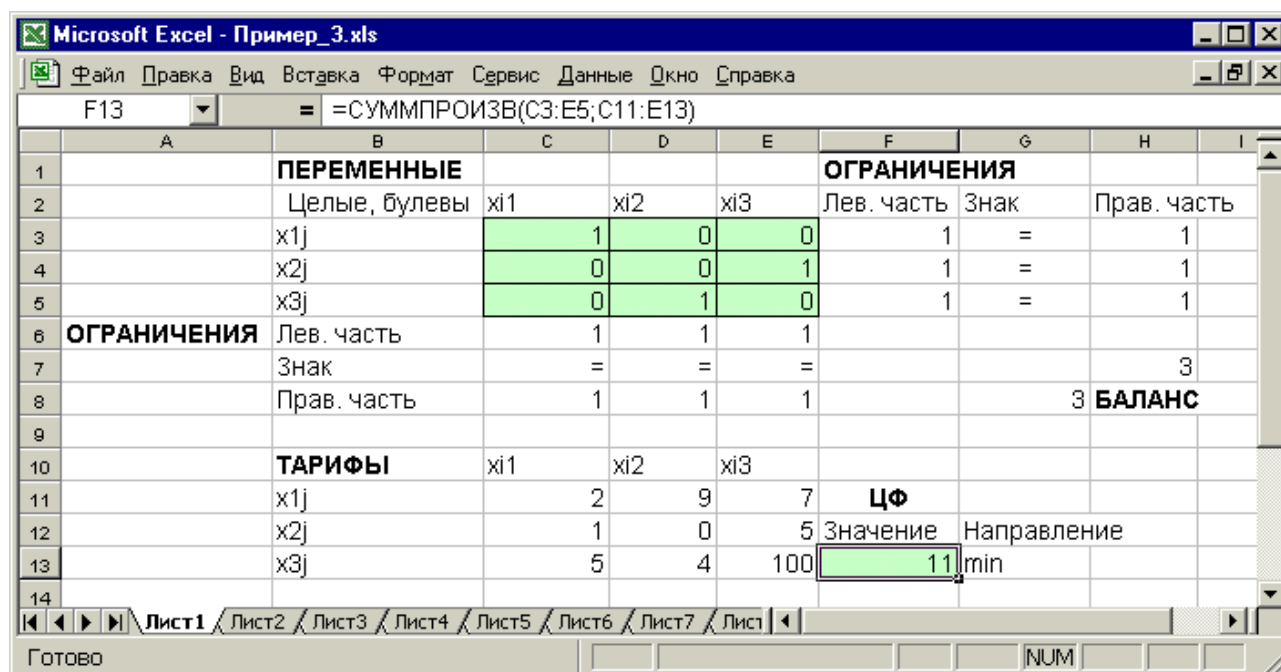 Microsoft Excel - Пример_3.xls
Файл Правка Вид Вставка Формат Сервис Данные Окно Справка
F13 = =СУММПРОИЗВ(C3:E5;C11:E13)
A B C D E F G H I
1 ПЕРЕМЕННЫЕ ОГРАНИЧЕНИЯ
2 Целые, булевы xi1 xi2 xi3 Лев. часть Знак Прав. часть
3 x1j 1 0 0 1 = 1
4 x2j 0 0 1 1 = 1
5 x3j 0 1 0 1 = 1
6 ОГРАНИЧЕНИЯ Лев. часть 1 1 1
7 Знак = = = 3
8 Прав. часть 1 1 1 3 БАЛАНС
9
10 ТАРИФЫ xi1 xi2 xi3
11 x1j 2 9 7 ЦФ
12 x2j 1 0 5 Значение Направление
13 x3j 5 4 100 11 min
14
Лист1 Лист2 Лист3 Лист4 Лист5 Лист6 Лист7 Лист
Готово NUM